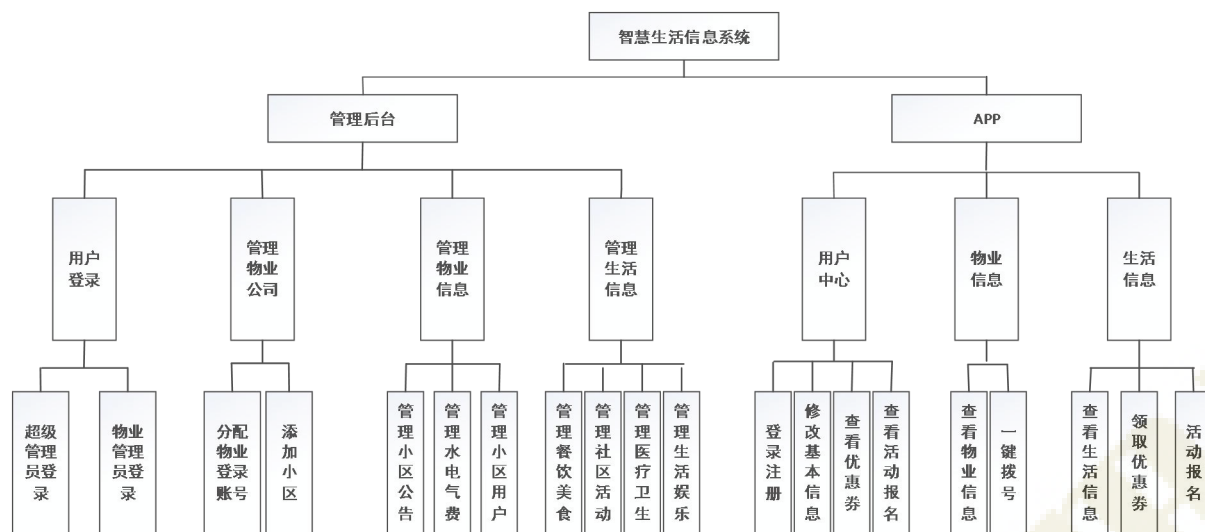 智慧生活信息系统
管理后台
APP
用户
登录
管理
物业
公司
管理
物业
信息
管理
生活
信息
用户
中心
物业
信息
生活
信息
超级
管理
员登
录
物业
管理
员登
录
分配
物业
登录
账号
添加小区
管理小区公告
管理水电气费
管理小区用户
管理餐饮美食
管理社区活动
管理医疗卫生
管理生活娱乐
登录注册
修改基本信息
查看优惠券
查看活动报名
查看物业信息
一键拨号
查看生活信息
领取优惠券
活动报名